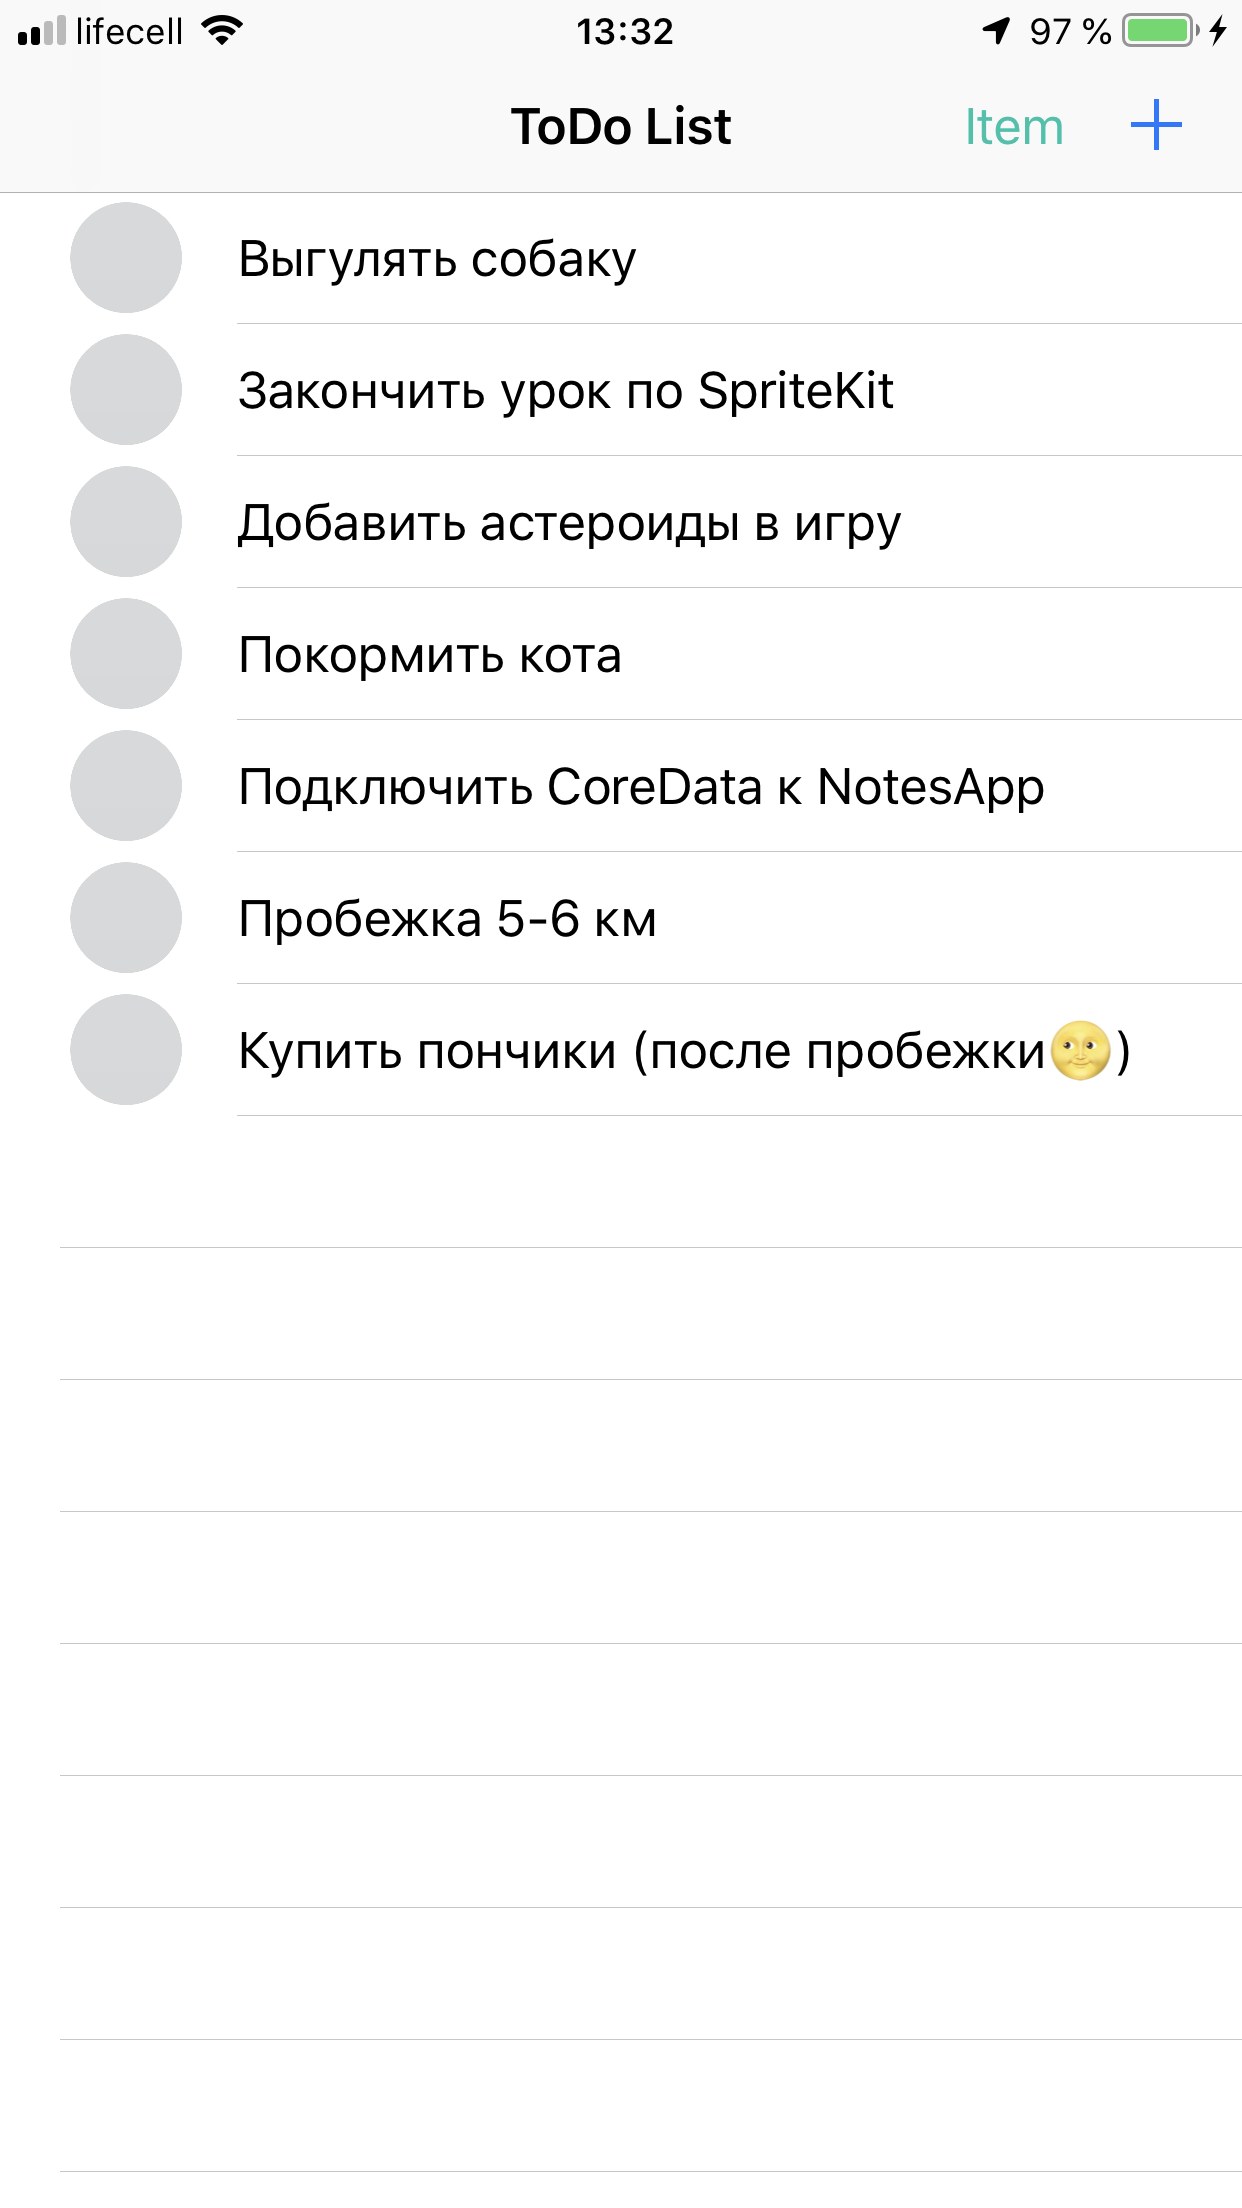 lifecell 13:32 97 %
ToDo List Item +
Выгулять собаку
Закончить урок по SpriteKit
Добавить астероиды в игру
Покормить кота
Подключить CoreData к NotesApp
Пробежка 5-6 км
Купить пончики (после пробежки🌝)